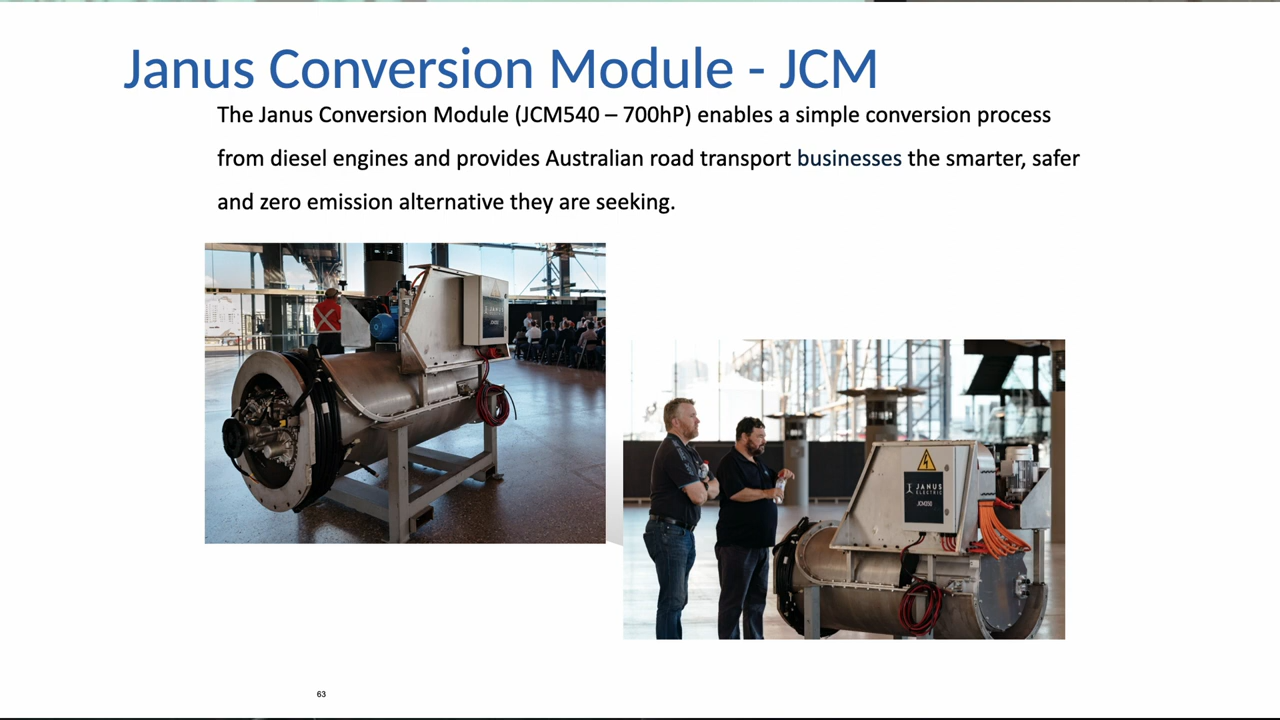 Janus Conversion Module - JCM
The Janus Conversion Module (JCM540 – 700hP) enables a simple conversion process
from diesel engines and provides Australian road transport businesses the smarter, safer
and zero emission alternative they are seeking.
JANUS
JANUS
ELECTRIC
63